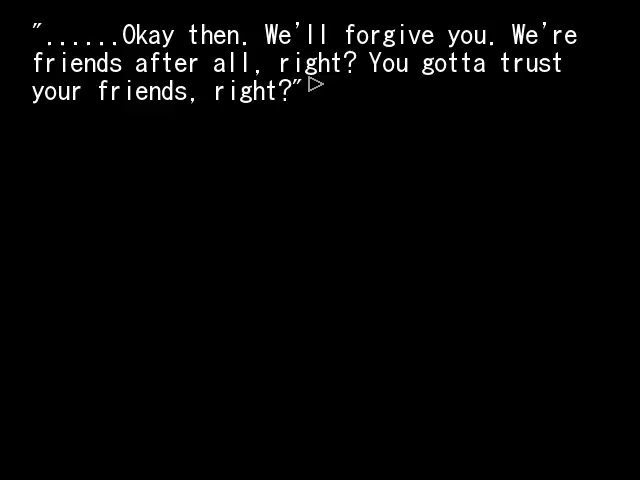 "......Okay then. We'll forgive you. We're
friends after all, right? You gotta trust
your friends, right?"